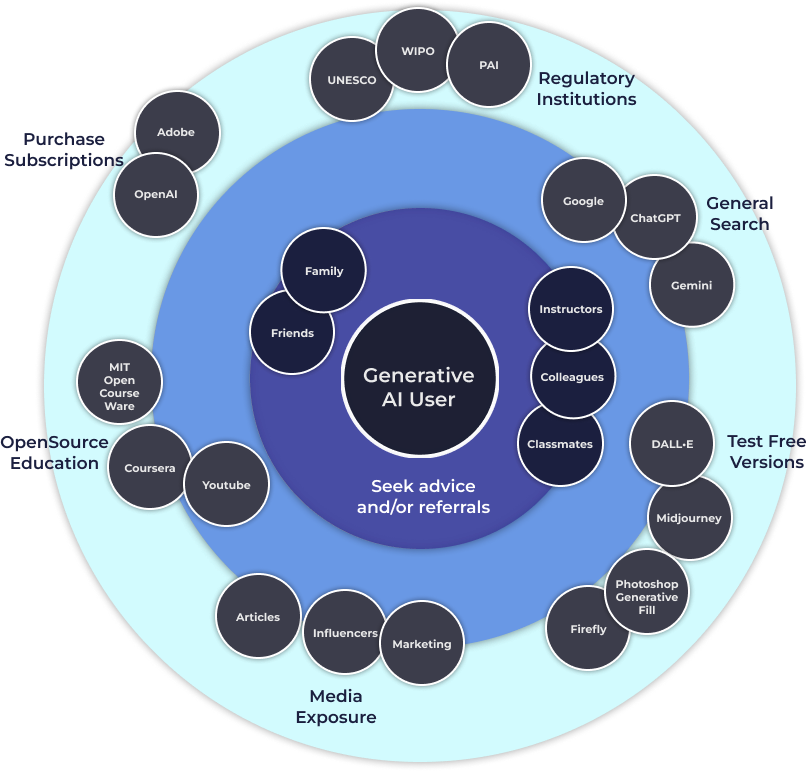 WIPO
UNESCO
PAI
Regulatory
Institutions
Purchase
Subscriptions
Adobe
OpenAI
Google
ChatGPT
Gemini
General
Search
Family
Friends
Instructors
Colleagues
Classmates
Generative
AI User
Seek advice
and/or referrals
MIT
Open
Course
Ware
OpenSource
Education
Coursera
Youtube
DALL•E
Test Free
Versions
Midjourney
Photoshop
Generative
Fill
Firefly
Articles
Influencers
Marketing
Media
Exposure